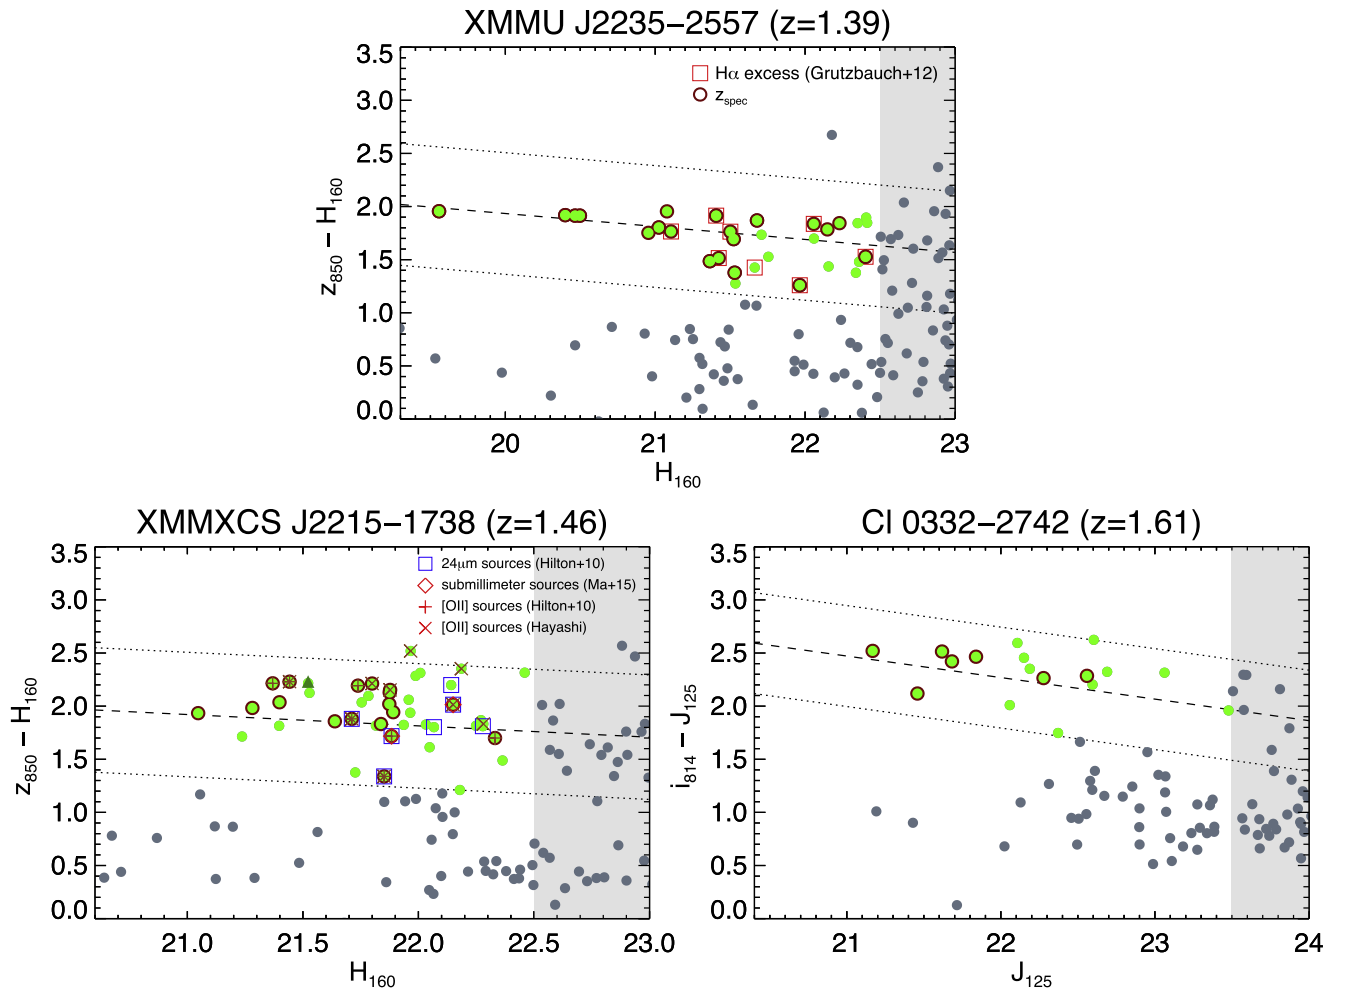 XMMU J2235−2557 (z=1.39)
3.5
3.0
2.5
2.0
1.5
1.0
0.5
0.0
z850 − H160
Hα excess (Grutzbauch+12)
zspec
20 21 22 23
H160
XMMXCS J2215−1738 (z=1.46)
3.5
3.0
2.5
2.0
1.5
1.0
0.5
0.0
z850 − H160
24μm sources (Hilton+10)
submillimeter sources (Ma+15)
[OII] sources (Hilton+10)
[OII] sources (Hayashi)
21.0 21.5 22.0 22.5 23.0
H160
Cl 0332−2742 (z=1.61)
3.5
3.0
2.5
2.0
1.5
1.0
0.5
0.0
i814 − J125
21 22 23 24
J125